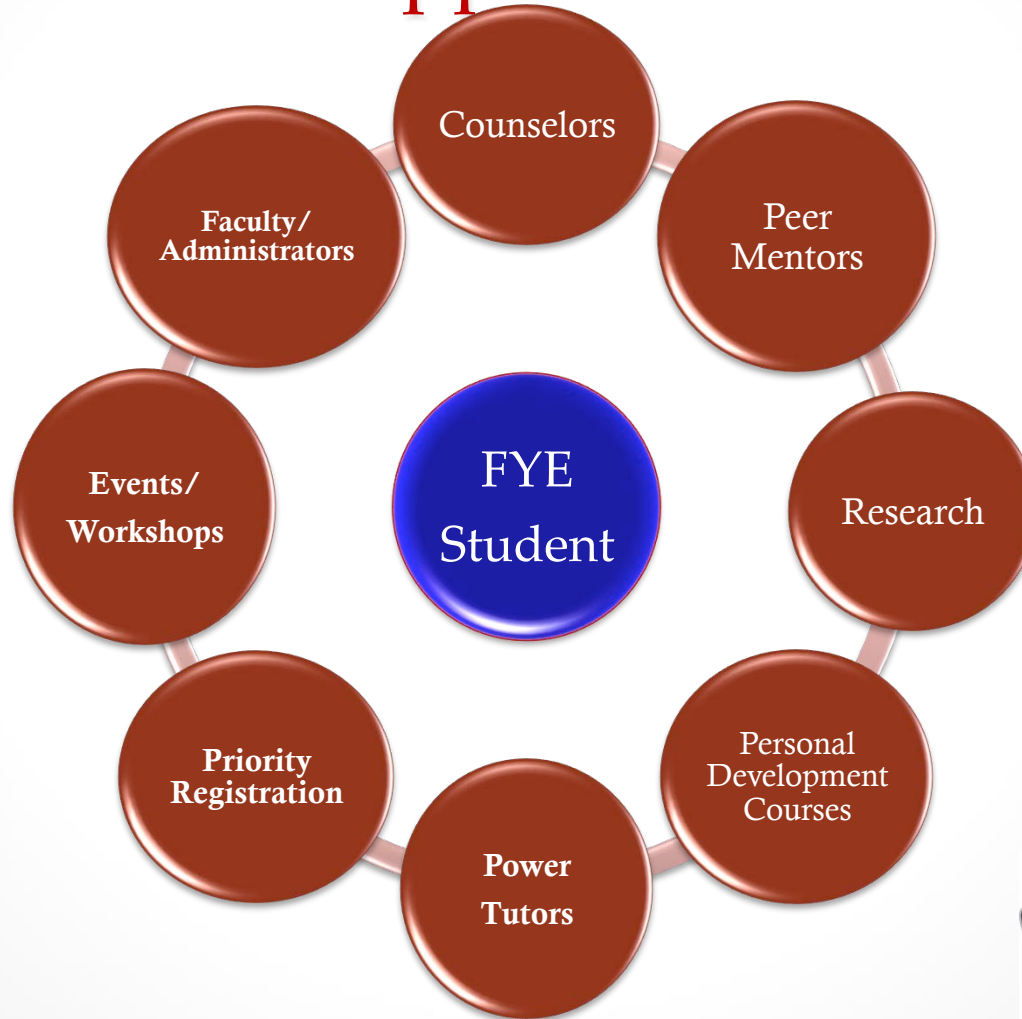 Counselors
Peer
Mentors
Research
Personal
Development
Courses
Power
Tutors
Priority
Registration
Events/
Workshops
Faculty/
Administrators
FYE
Student